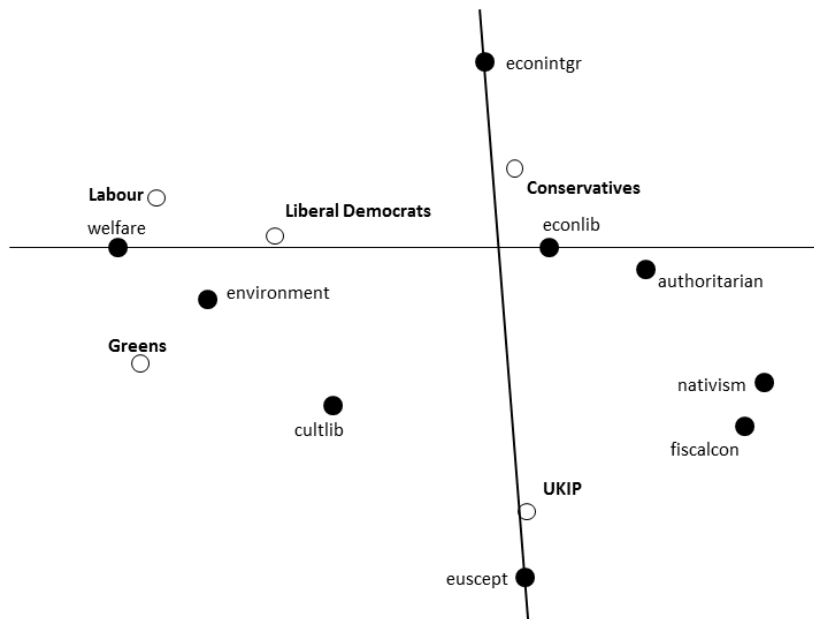 econintgr
Labour
Conservatives
Liberal Democrats
welfare
econlib
authoritarian
environment
Greens
nativism
cultlib
fiscalcon
UKIP
euscept